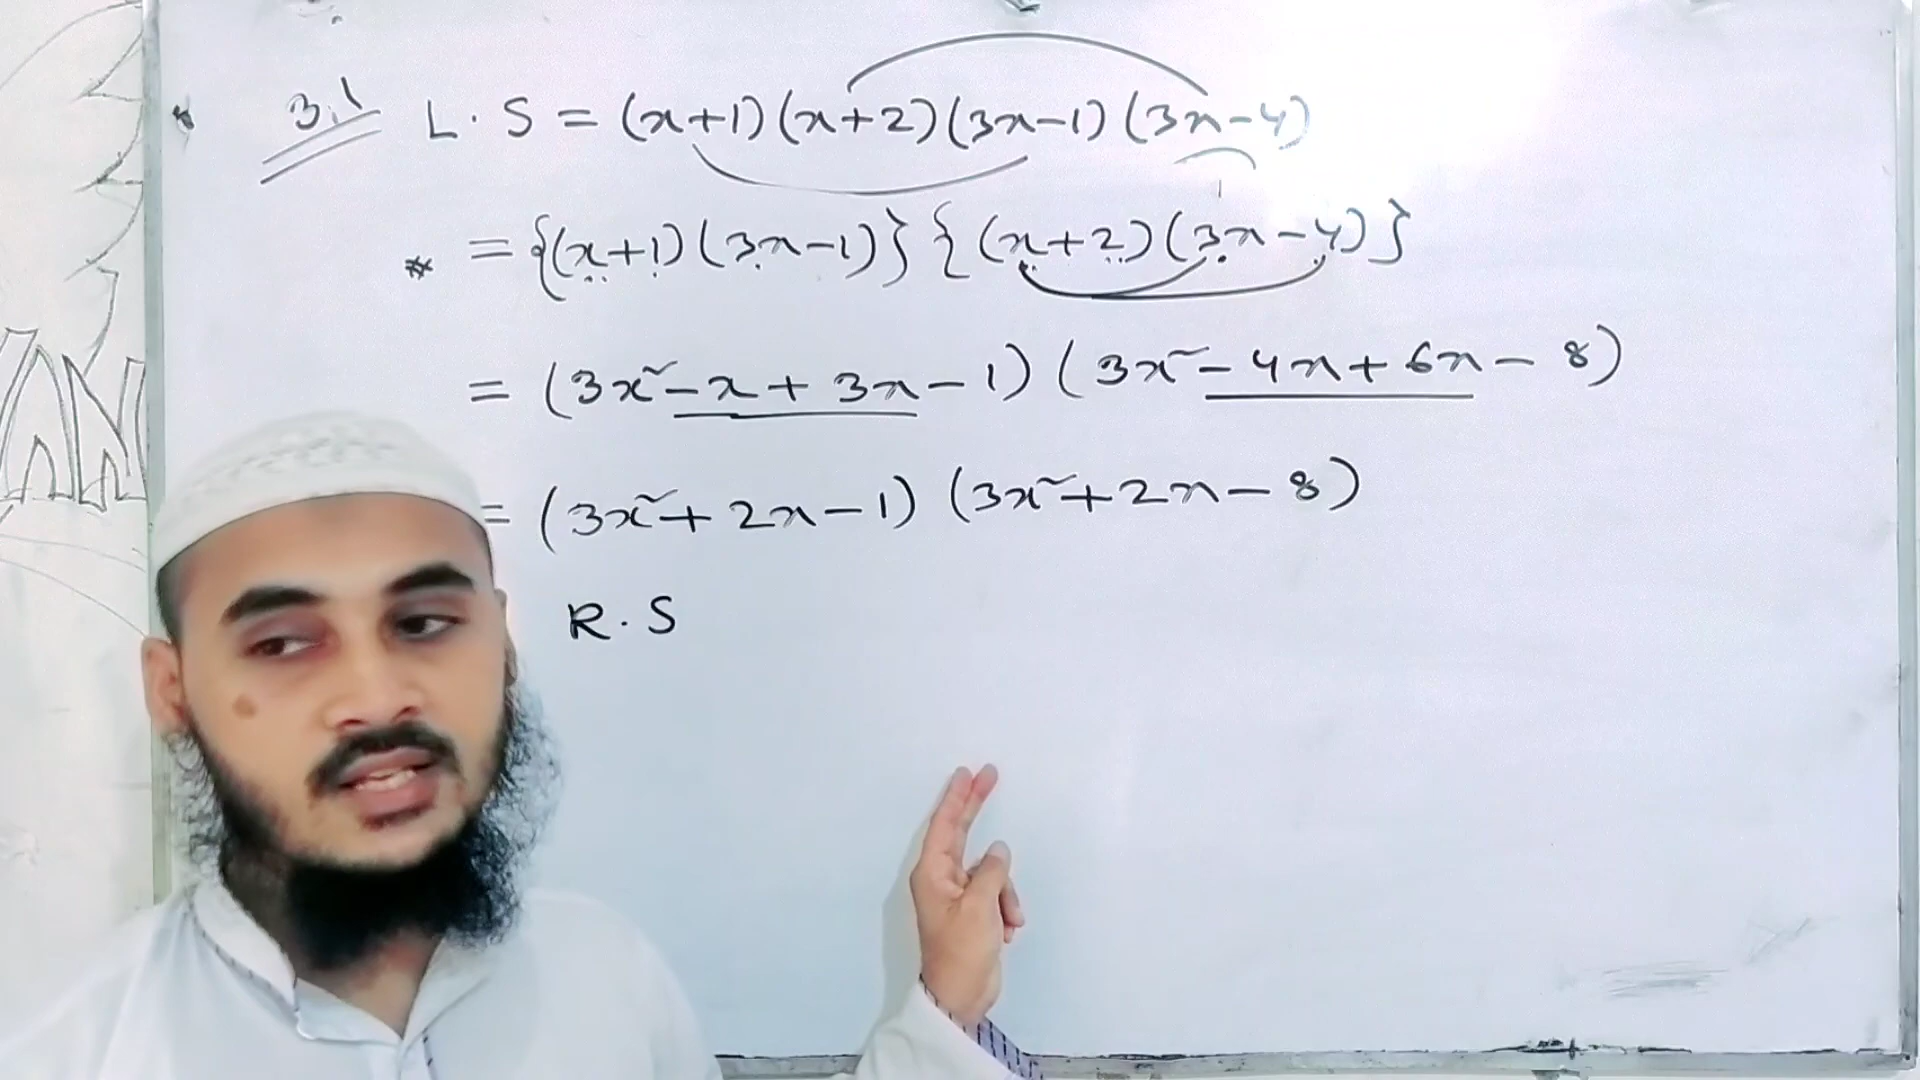 3.1 L.S = (x+1)(x+2)(3x-1)(3x-4)
= {(x+1)(3x-1)} {(x+2)(3x-4)}
= (3x² - x + 3x - 1) (3x² - 4x + 6x - 8)
= (3x² + 2x - 1) (3x² + 2x - 8)
R.S